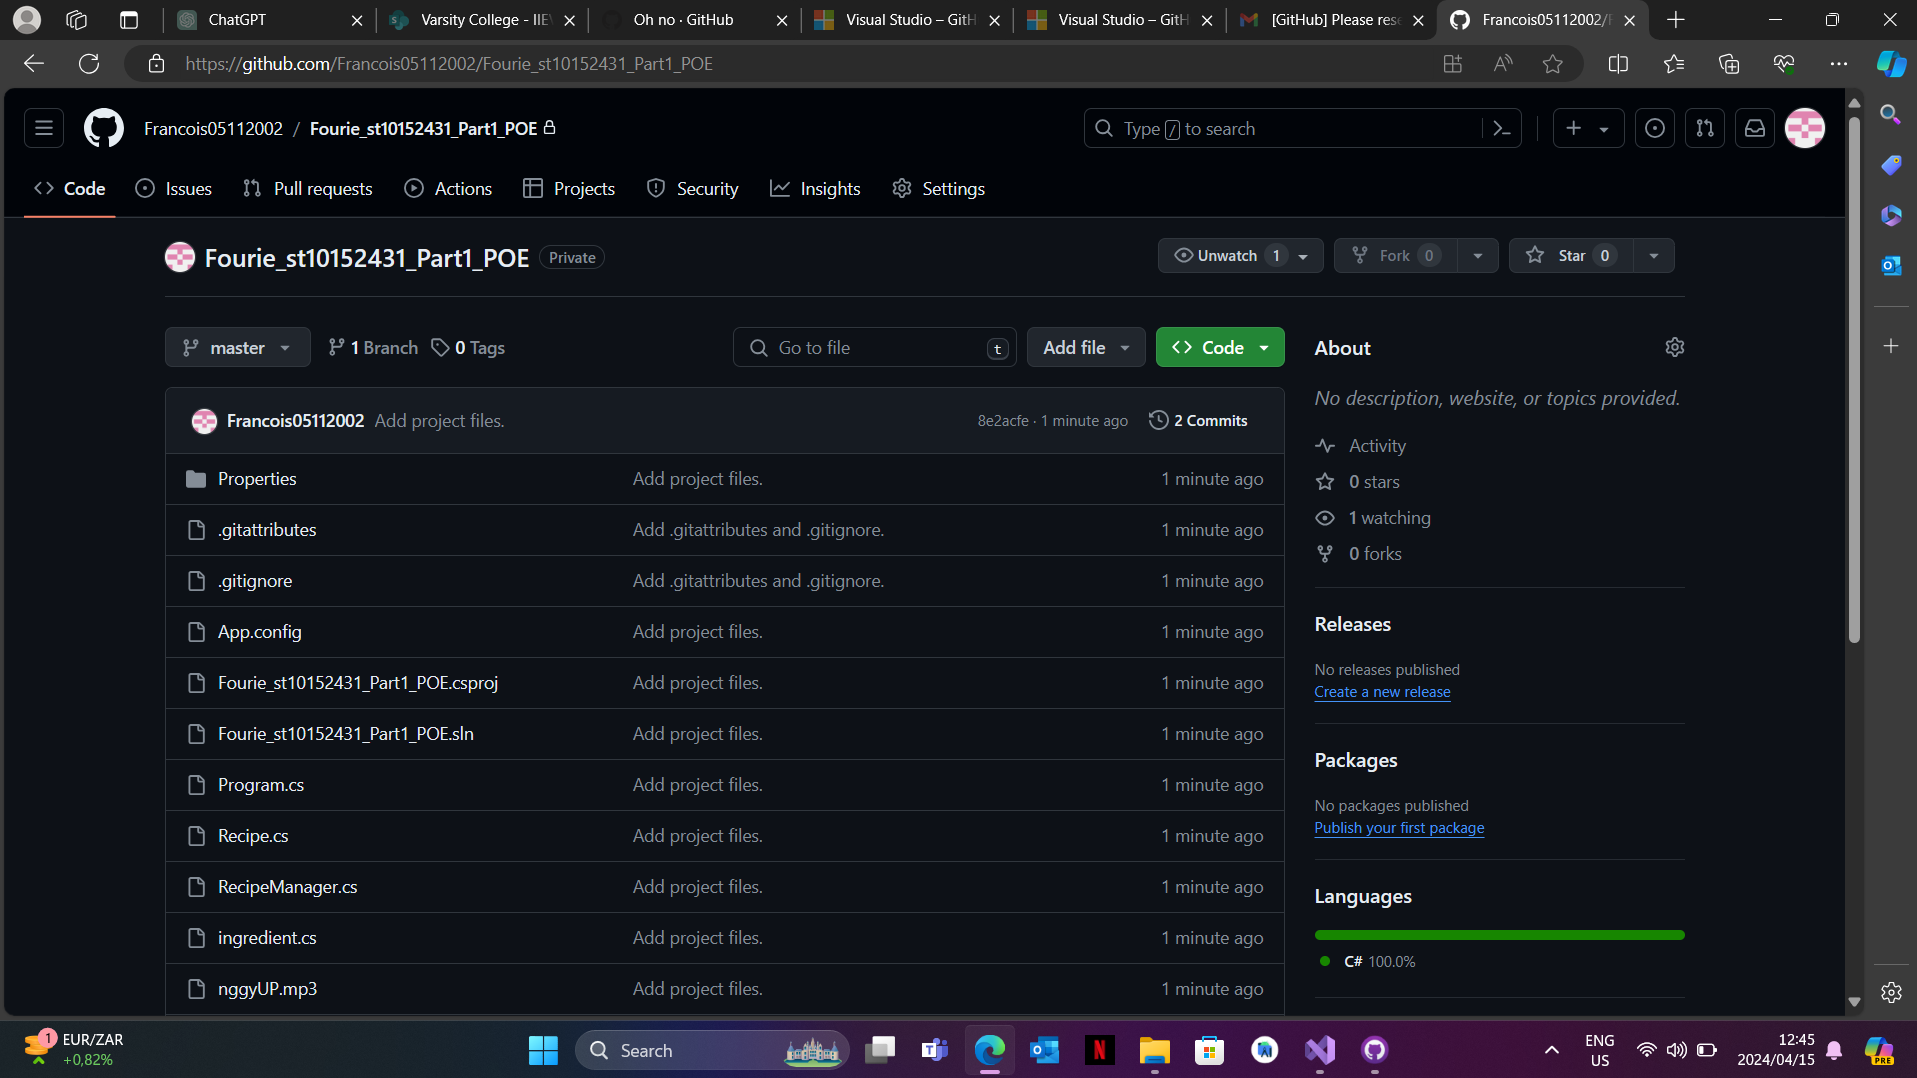 ChatGPT
Varsity College - IIE
Oh no · GitHub
Visual Studio – GitH
Visual Studio – GitH
[GitHub] Please rese
Francois05112002/F
https://github.com/Francois05112002/Fourie_st10152431_Part1_POE
Francois05112002 / Fourie_st10152431_Part1_POE
Type / to search
Code
Issues
Pull requests
Actions
Projects
Security
Insights
Settings
Fourie_st10152431_Part1_POE
Private
Unwatch 1
Fork 0
Star 0
master
1 Branch
0 Tags
Go to file
t
Add file
Code
Francois05112002 Add project files.
8e2acfe · 1 minute ago
2 Commits
Properties Add project files. 1 minute ago
.gitattributes Add .gitattributes and .gitignore. 1 minute ago
.gitignore Add .gitattributes and .gitignore. 1 minute ago
App.config Add project files. 1 minute ago
Fourie_st10152431_Part1_POE.csproj Add project files. 1 minute ago
Fourie_st10152431_Part1_POE.sln Add project files. 1 minute ago
Program.cs Add project files. 1 minute ago
Recipe.cs Add project files. 1 minute ago
RecipeManager.cs Add project files. 1 minute ago
ingredient.cs Add project files. 1 minute ago
nggyUP.mp3 Add project files. 1 minute ago
About
No description, website, or topics provided.
Activity
0 stars
1 watching
0 forks
Releases
No releases published
Create a new release
Packages
No packages published
Publish your first package
Languages
C# 100.0%
1
EUR/ZAR
+0,82%
Search
ENG
US
12:45
2024/04/15
PRE